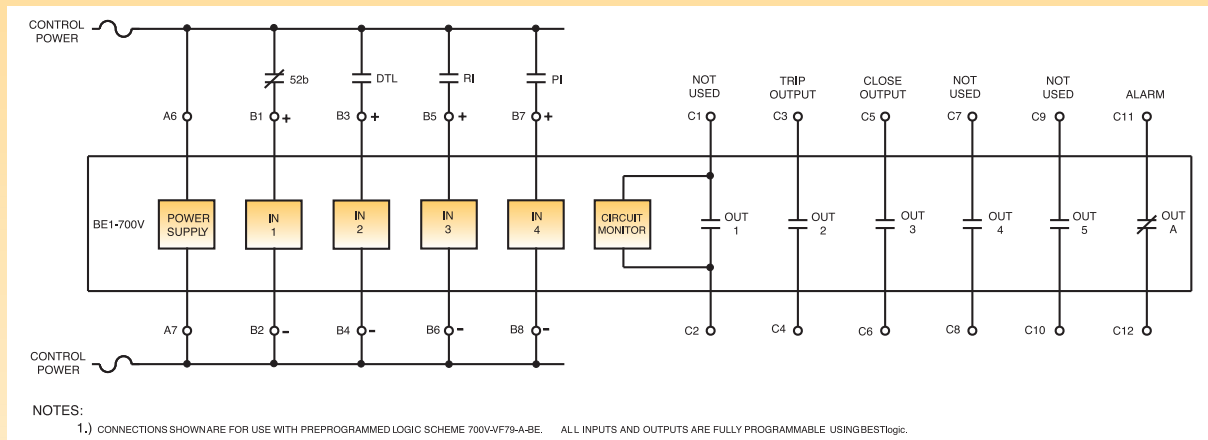 CONTROL
POWER
52b
DTL
RI
PI
NOT
USED
TRIP
OUTPUT
CLOSE
OUTPUT
NOT
USED
NOT
USED
ALARM
A6
B1 +
B3 +
B5 +
B7 +
C1
C3
C5
C7
C9
C11
BE1-700V
POWER
SUPPLY
IN
1
IN
2
IN
3
IN
4
CIRCUIT
MONITOR
OUT
1
OUT
2
OUT
3
OUT
4
OUT
5
OUT
A
A7
B2 -
B4 -
B6 -
B8 -
C2
C4
C6
C8
C10
C12
CONTROL
POWER
NOTES:
1.) CONNECTIONS SHOWN ARE FOR USE WITH PREPROGRAMMED LOGIC SCHEME 700V-VF79-A-BE. ALL INPUTS AND OUTPUTS ARE FULLY PROGRAMMABLE USING BESTlogic.